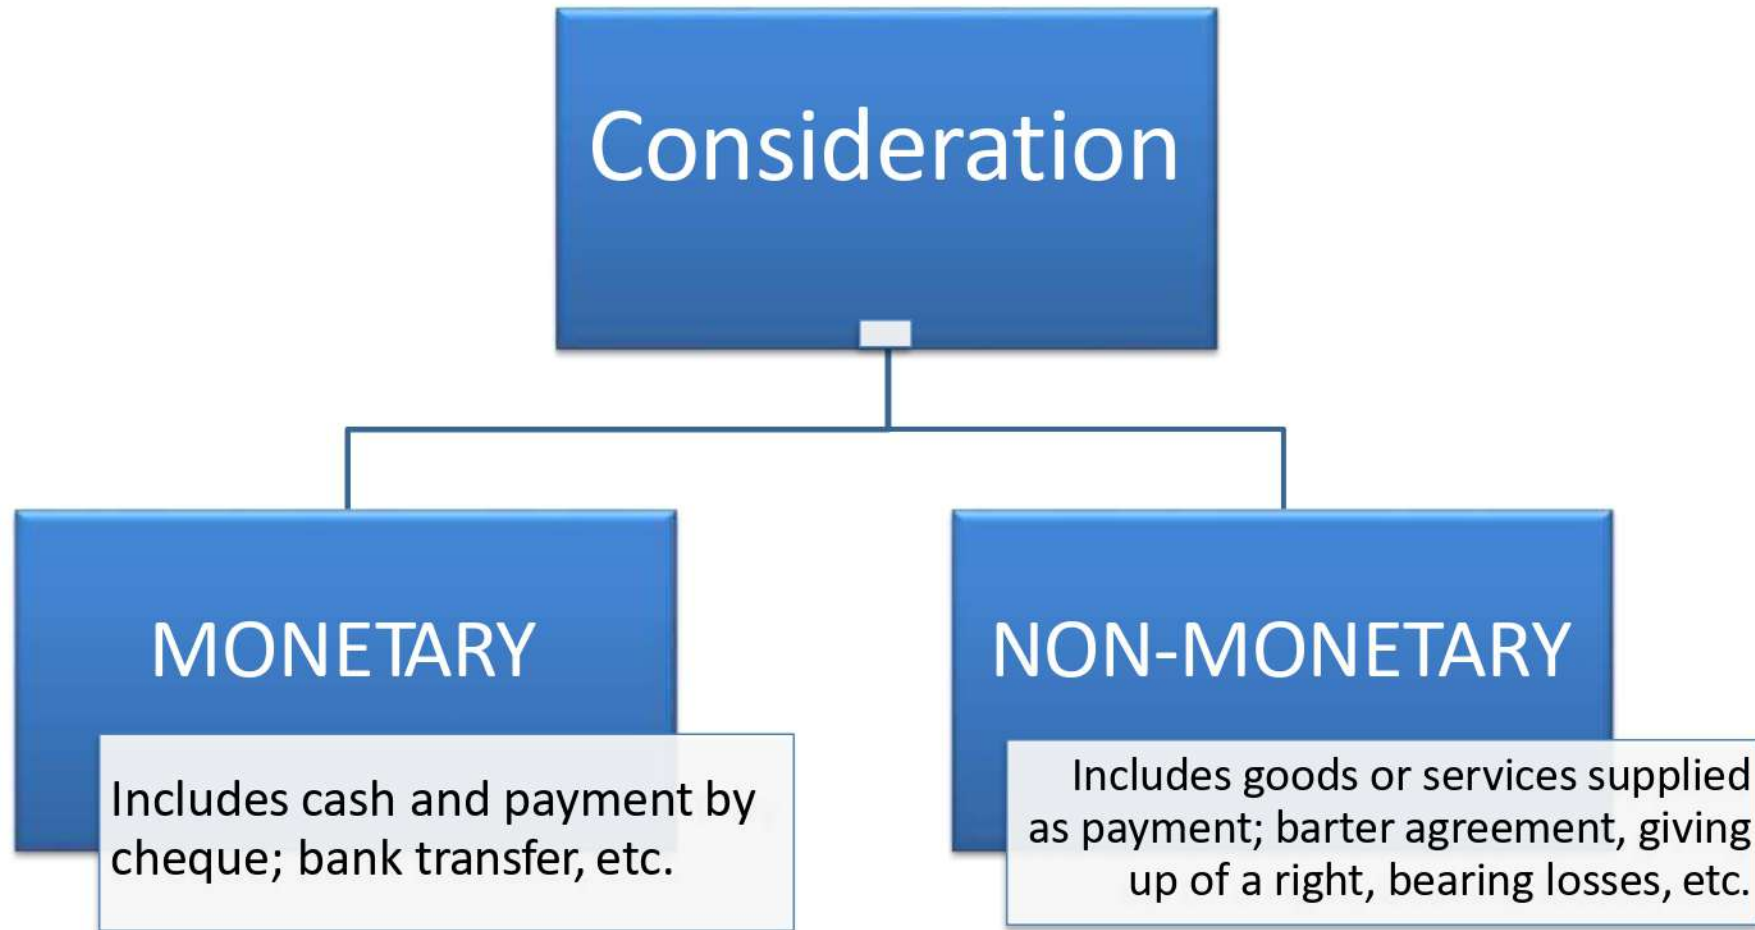 Consideration
MONETARY
Includes cash and payment by
cheque; bank transfer, etc.
NON-MONETARY
Includes goods or services supplied
as payment; barter agreement, giving
up of a right, bearing losses, etc.